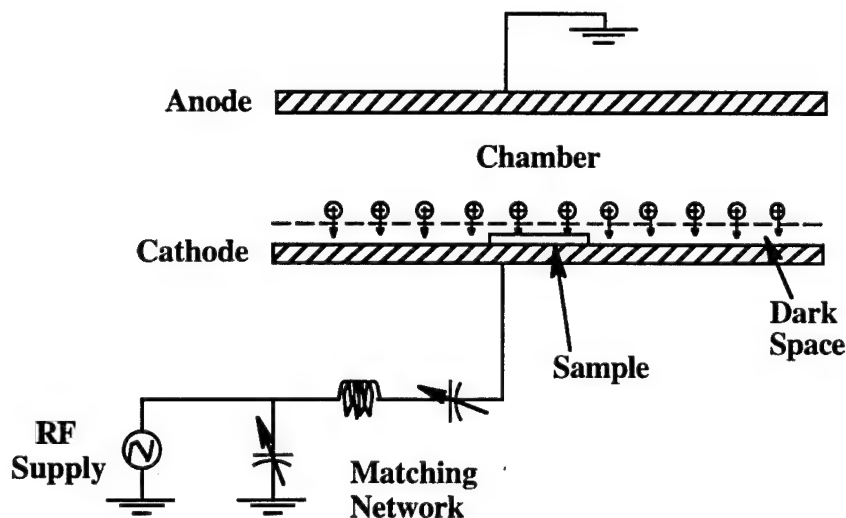 Anode
Chamber
Cathode
Dark
Space
Sample
RF
Supply
Matching
Network